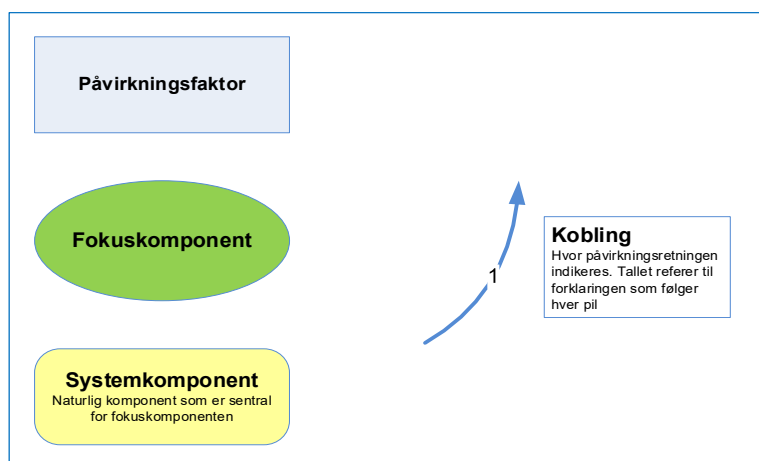 Påvirkningsfaktor
Fokuskomponent
Systemkomponent
Naturlig komponent som er sentral
for fokuskomponenten
1
Kobling
Hvor påvirkningsretningen
indikeres. Tallet referer til
forklaringen som følger
hver pil